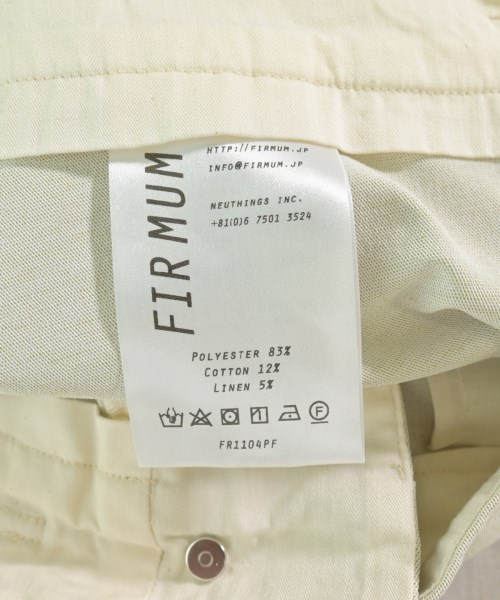 HTTP://FIRMUM.JP
INFO@FIRMUM.JP
NEUTHINGS INC.
+81(0)6 7501 3524
FIRMUM
POLYESTER 83%
COTTON 12%
LINEN 5%
F
FR1104PF